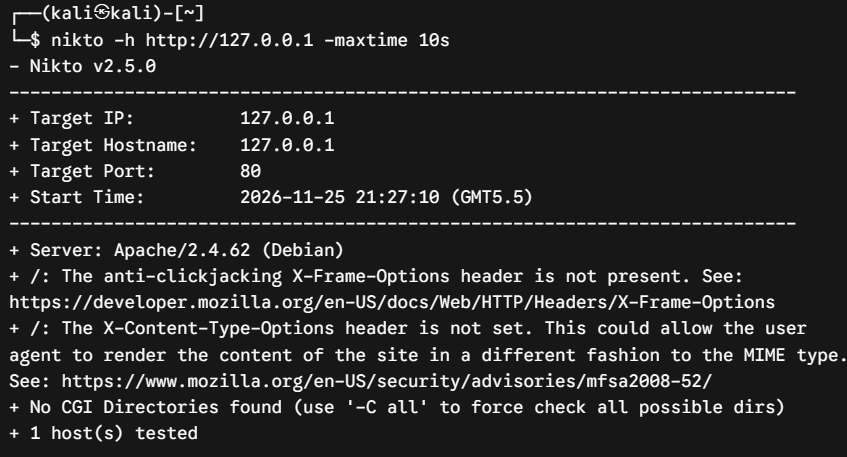 ┌──(kali㉿kali)-[~]
└─$ nikto -h http://127.0.0.1 -maxtime 10s
- Nikto v2.5.0
---------------------------------------------------------------------------
+ Target IP:          127.0.0.1
+ Target Hostname:    127.0.0.1
+ Target Port:        80
+ Start Time:         2026-11-25 21:27:10 (GMT5.5)
---------------------------------------------------------------------------
+ Server: Apache/2.4.62 (Debian)
+ /: The anti-clickjacking X-Frame-Options header is not present. See:
https://developer.mozilla.org/en-US/docs/Web/HTTP/Headers/X-Frame-Options
+ /: The X-Content-Type-Options header is not set. This could allow the user
agent to render the content of the site in a different fashion to the MIME type.
See: https://www.mozilla.org/en-US/security/advisories/mfsa2008-52/
+ No CGI Directories found (use '-C all' to force check all possible dirs)
+ 1 host(s) tested